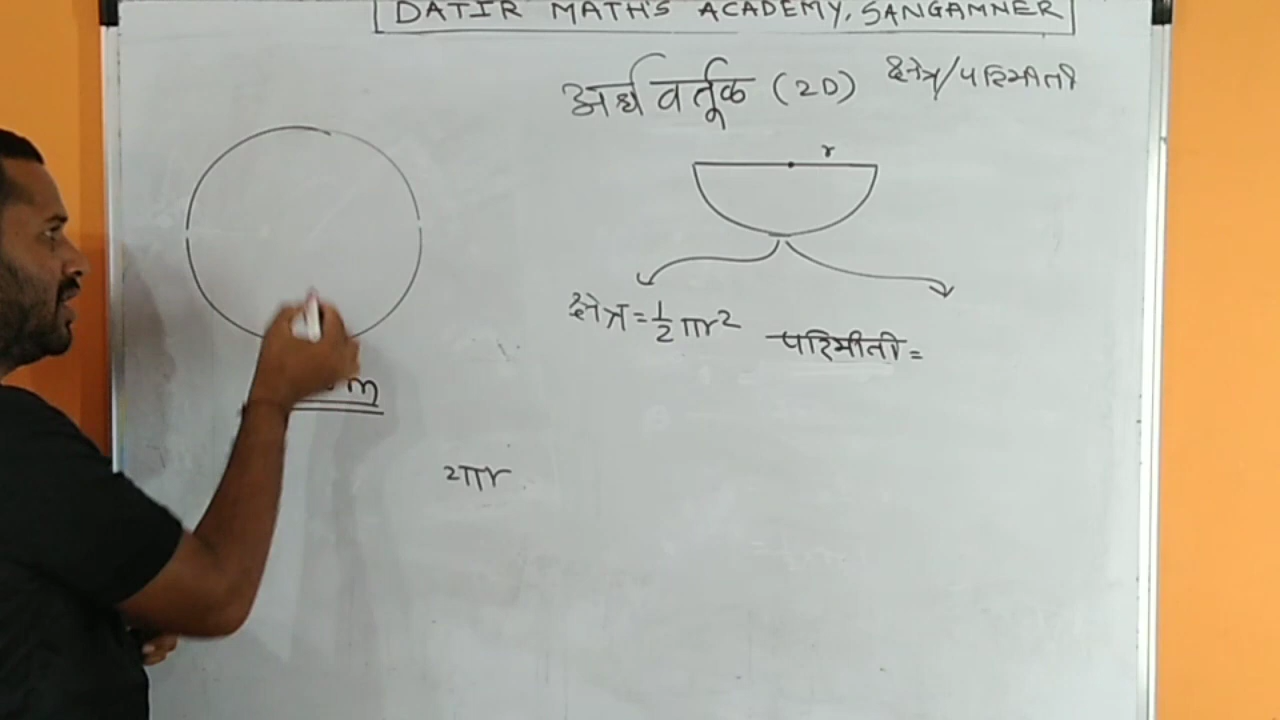 DATIR MATH'S ACADEMY, SANGAMNER
अर्धवर्तूळ (2D) क्षेत्र/परिमीती
r
क्षेत्र = 1/2 πr²
परिमीती =
m
2πr